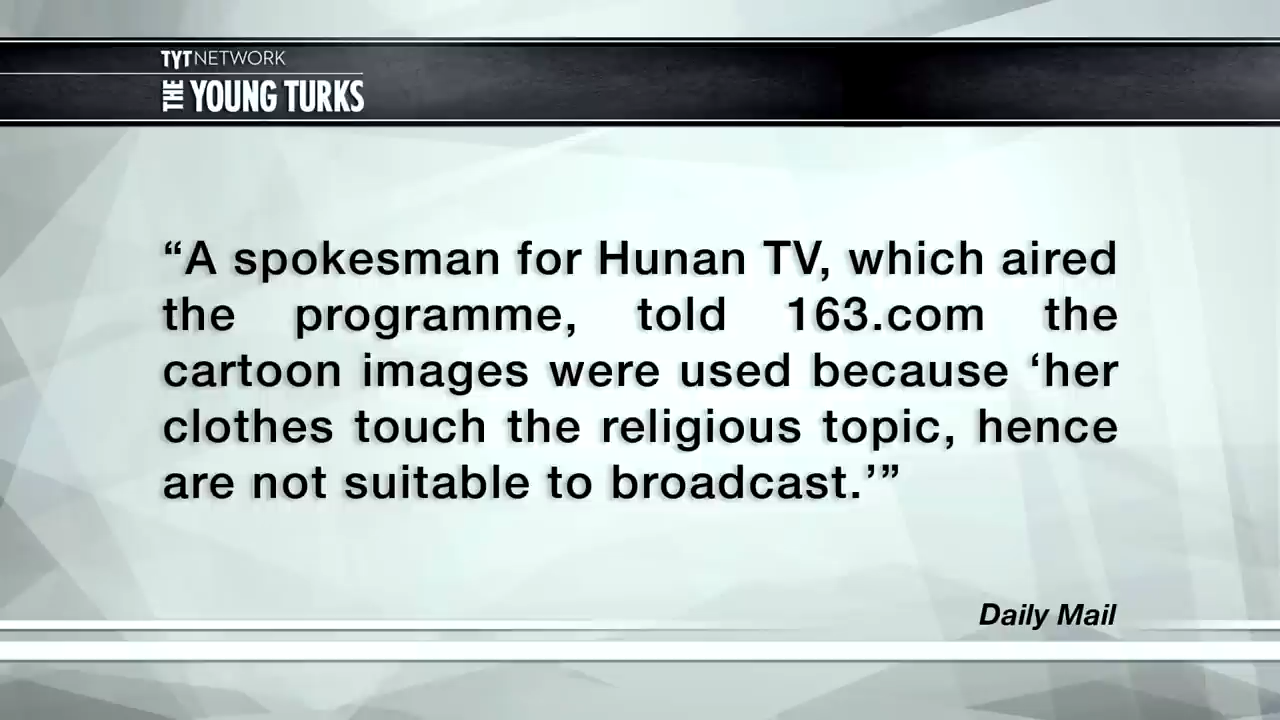 TYTNETWORK
THE YOUNG TURKS
“A spokesman for Hunan TV, which aired
the programme, told 163.com the
cartoon images were used because ‘her
clothes touch the religious topic, hence
are not suitable to broadcast.’”
Daily Mail